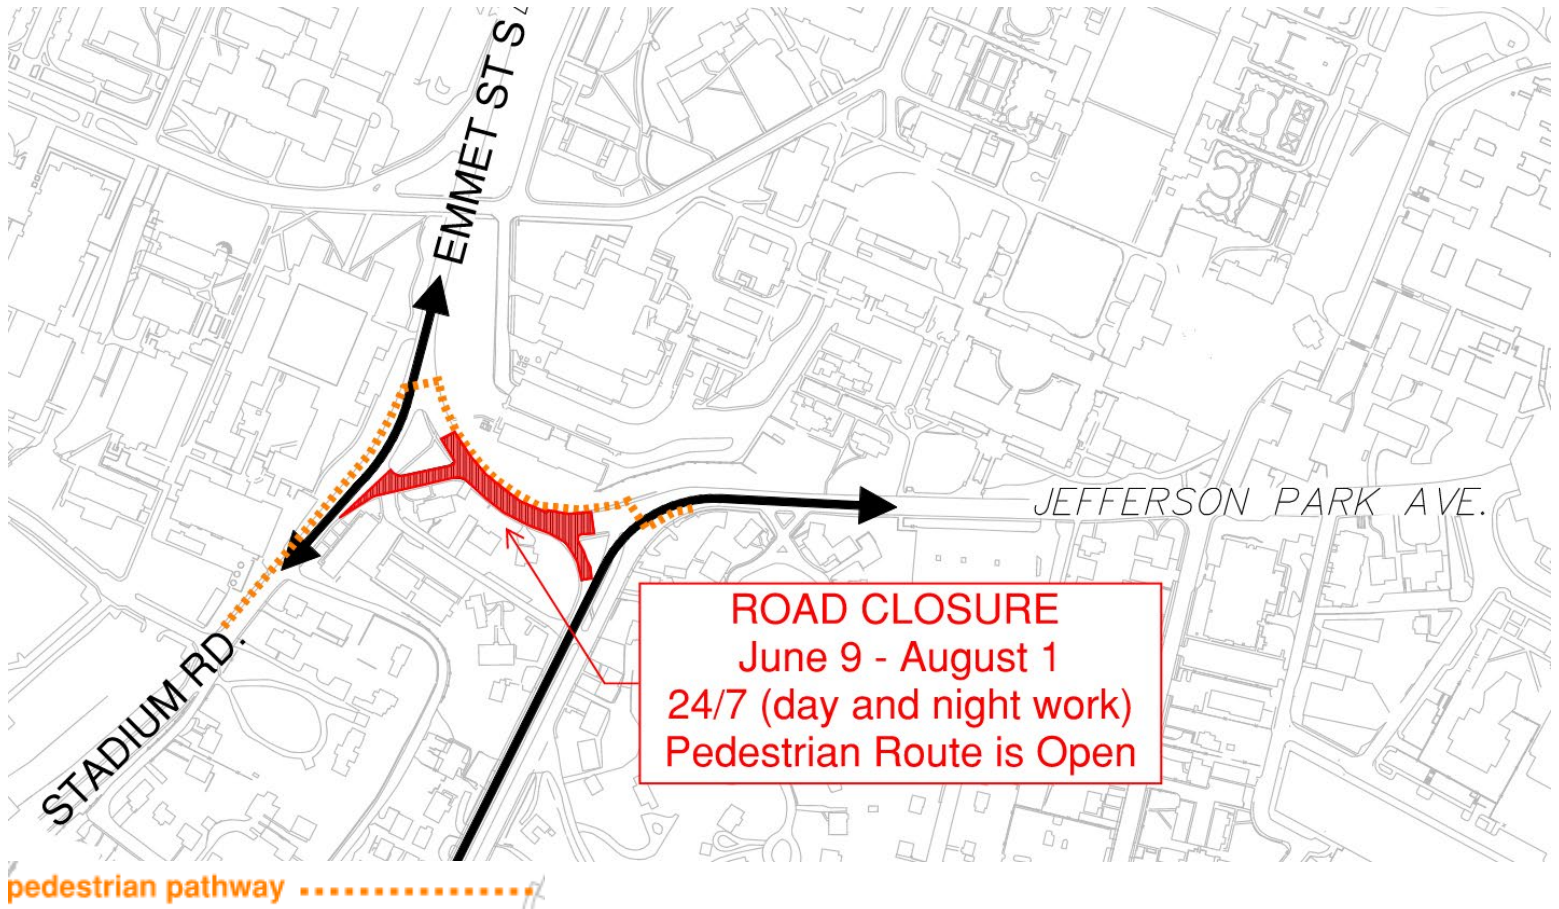 EMMET ST S
STADIUM RD.
JEFFERSON PARK AVE.
ROAD CLOSURE
June 9 - August 1
24/7 (day and night work)
Pedestrian Route is Open
pedestrian pathway